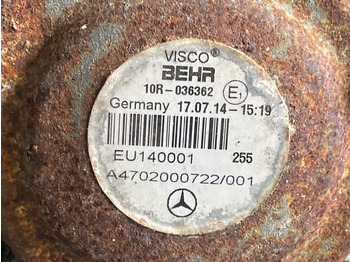 VISCO®
BEHR
10R-036362 E1
Germany 17.07.14-15:19
EU140001 255
A4702000722/001